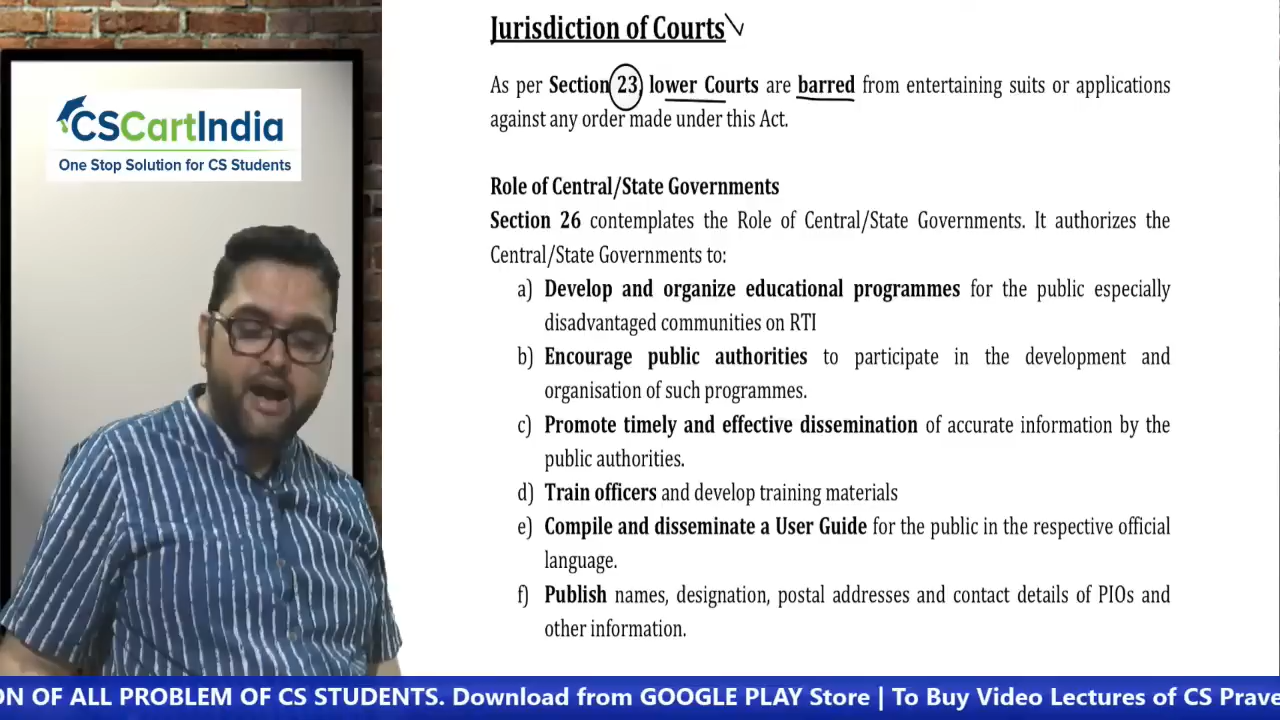 CSCartIndia
One Stop Solution for CS Students
Jurisdiction of Courts
As per Section 23, lower Courts are barred from entertaining suits or applications
against any order made under this Act.
Role of Central/State Governments
Section 26 contemplates the Role of Central/State Governments. It authorizes the
Central/State Governments to:
a) Develop and organize educational programmes for the public especially
disadvantaged communities on RTI
b) Encourage public authorities to participate in the development and
organisation of such programmes.
c) Promote timely and effective dissemination of accurate information by the
public authorities.
d) Train officers and develop training materials
e) Compile and disseminate a User Guide for the public in the respective official
language.
f) Publish names, designation, postal addresses and contact details of PIOs and
other information.
ON OF ALL PROBLEM OF CS STUDENTS. Download from GOOGLE PLAY Store | To Buy Video Lectures of CS Prave